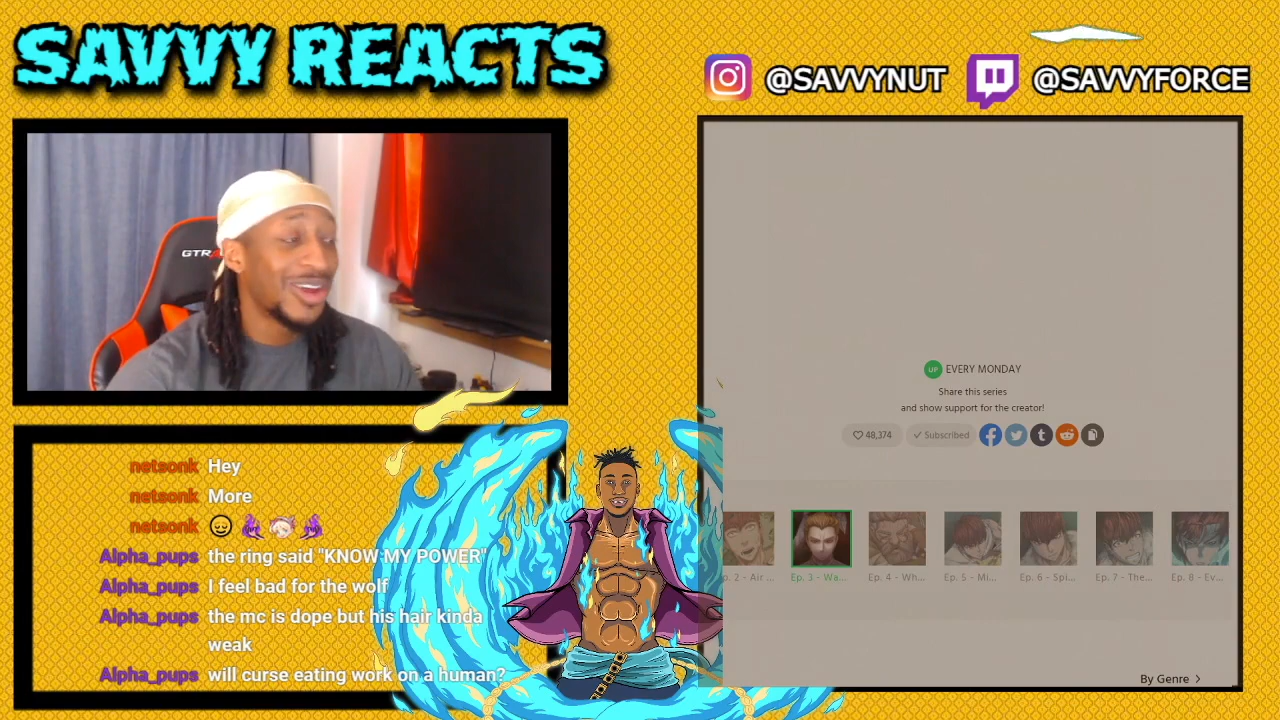 SAVVY REACTS
@SAVVYNUT
@SAVVYFORCE
GTRA
netsonk Hey
netsonk More
netsonk
Alpha_pups the ring said "KNOW MY POWER"
Alpha_pups I feel bad for the wolf
Alpha_pups the mc is dope but his hair kinda
weak
Alpha_pups will curse eating work on a human?
UP EVERY MONDAY
Share this series
and show support for the creator!
48,374
Subscribed
p. 2 - Air ...
Ep. 3 - Wa...
Ep. 4 - Wh...
Ep. 5 - Mi...
Ep. 6 - Spi...
Ep. 7 - The...
Ep. 8 - Ev...
By Genre